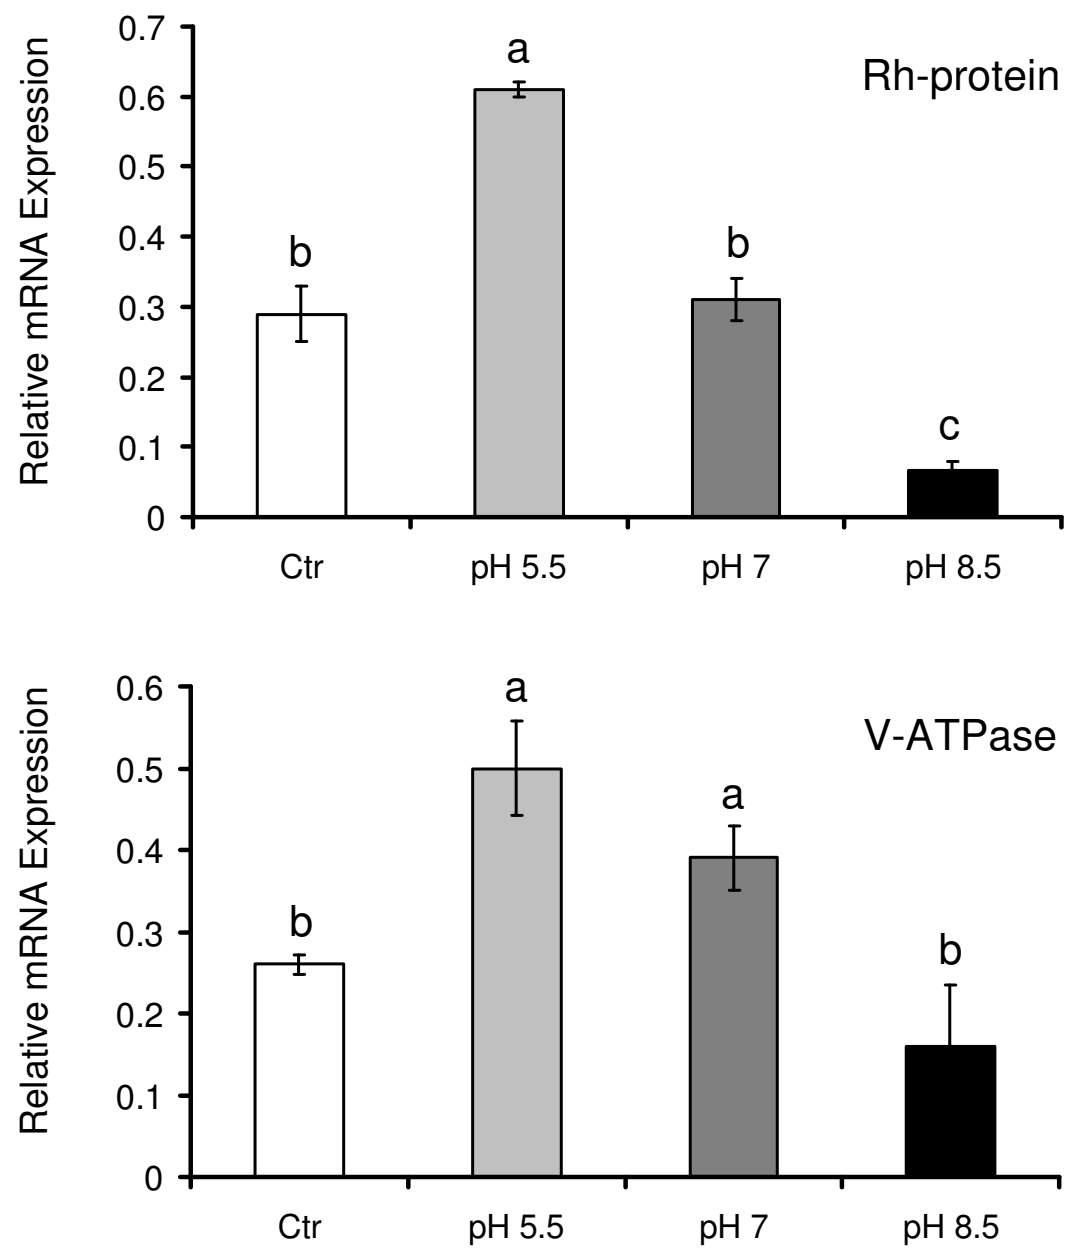 Relative mRNA Expression
0.7
0.6
0.5
0.4
0.3
0.2
0.1
0
b
a
b
c
Rh-protein
Ctr pH 5.5 pH 7 pH 8.5
Relative mRNA Expression
0.6
0.5
0.4
0.3
0.2
0.1
0
b
a
a
b
V-ATPase
Ctr pH 5.5 pH 7 pH 8.5